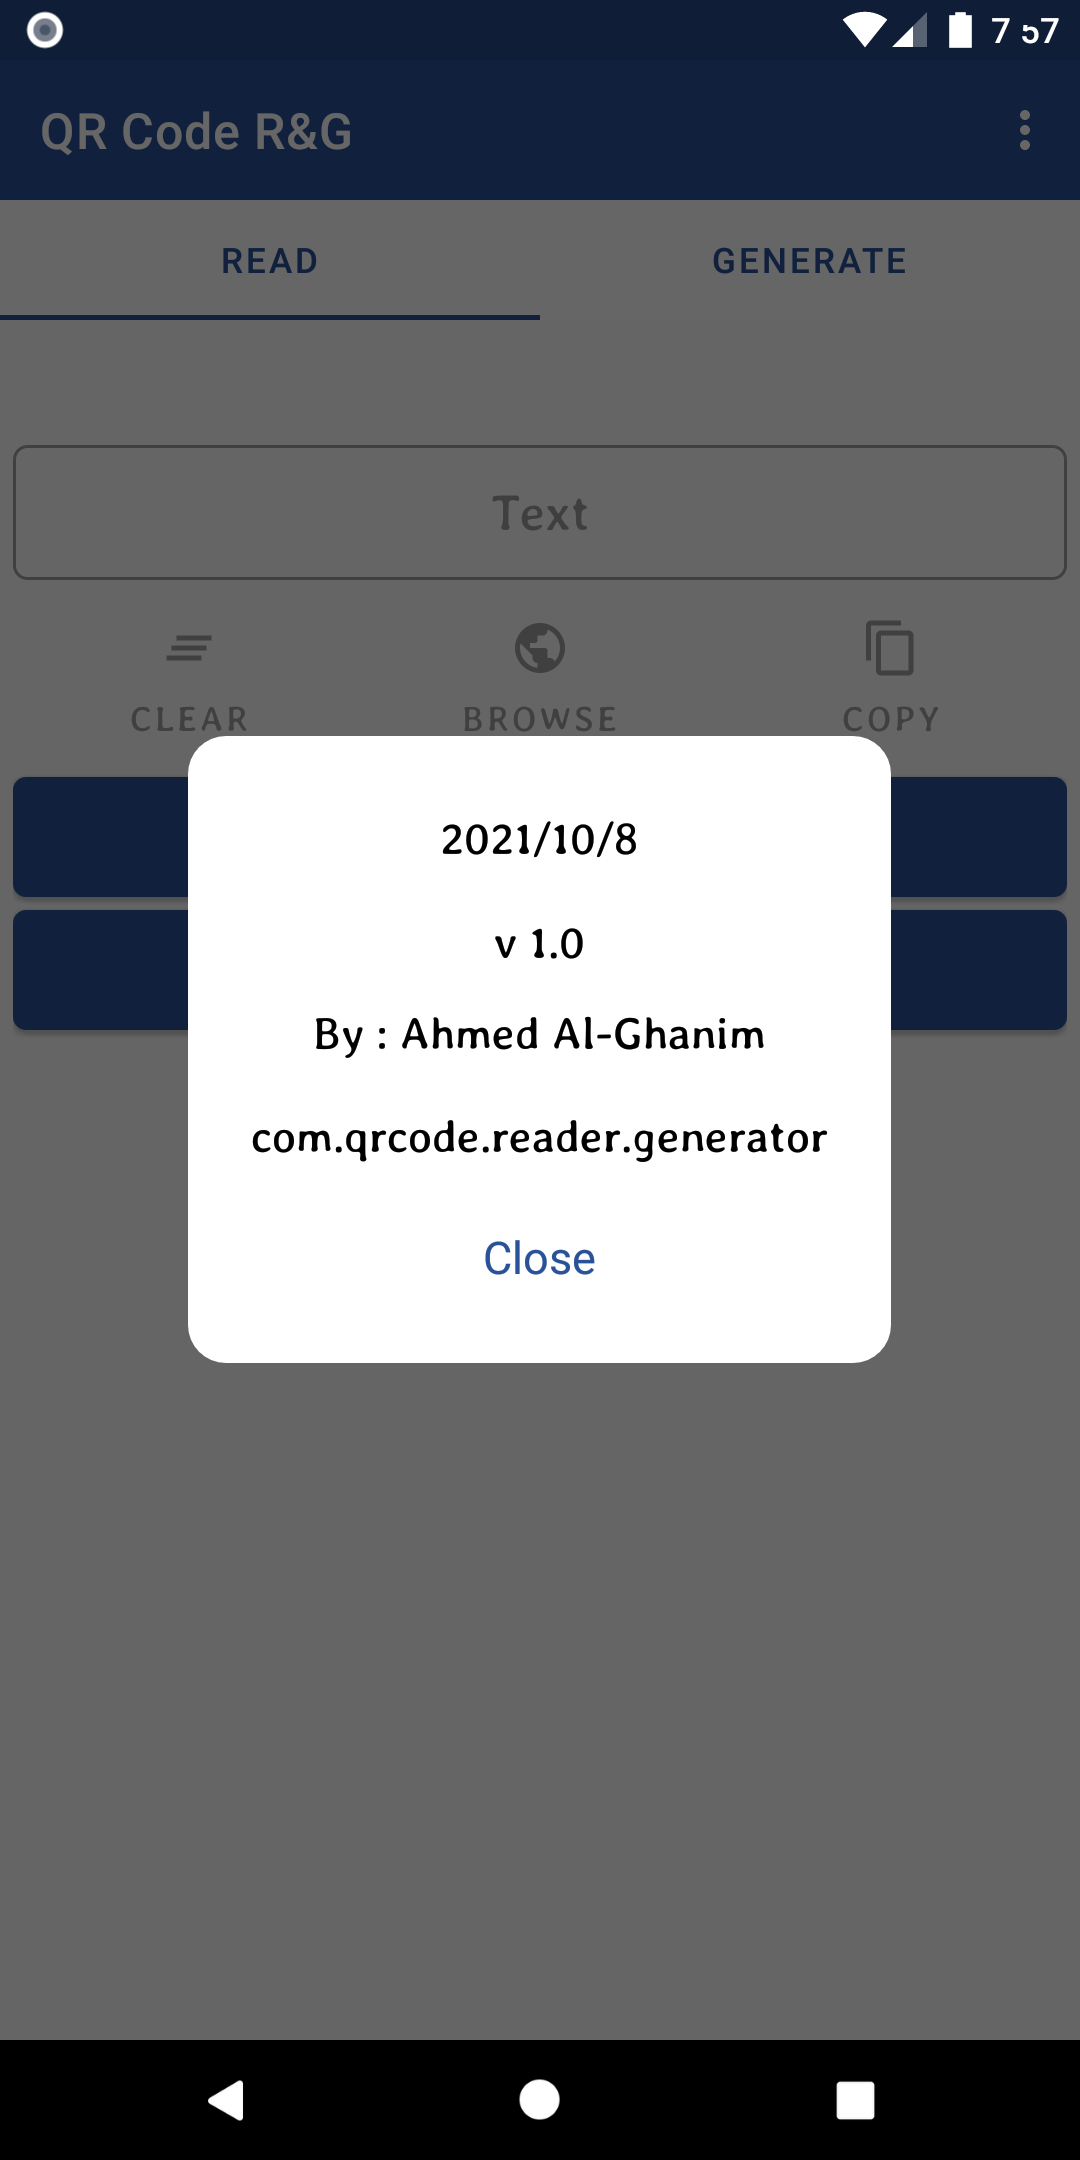 7 57
QR Code R&G
READ
GENERATE
Text
CLEAR
BROWSE
COPY
2021/10/8
v 1.0
By : Ahmed Al-Ghanim
com.qrcode.reader.generator
Close